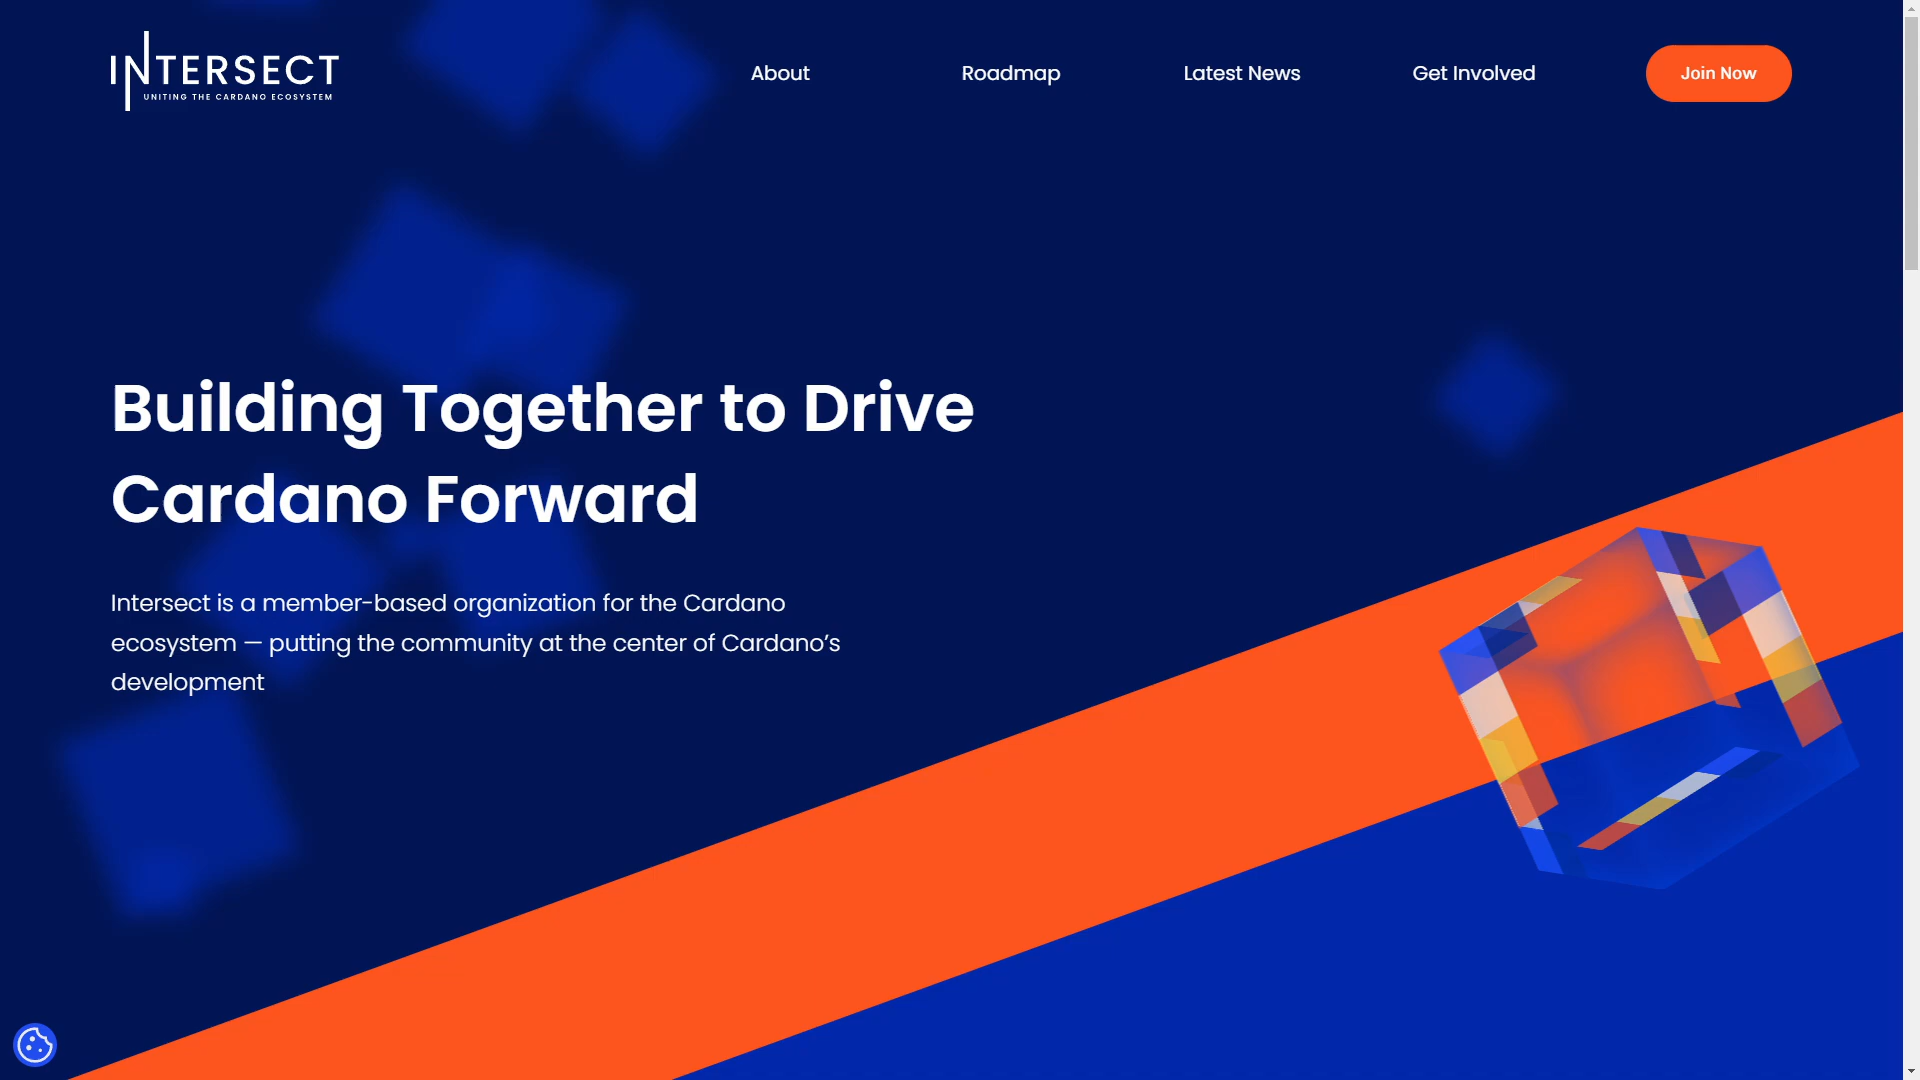 INTERSECT
UNITING THE CARDANO ECOSYSTEM
About
Roadmap
Latest News
Get Involved
Join Now
Building Together to Drive
Cardano Forward
Intersect is a member-based organization for the Cardano
ecosystem — putting the community at the center of Cardano’s
development